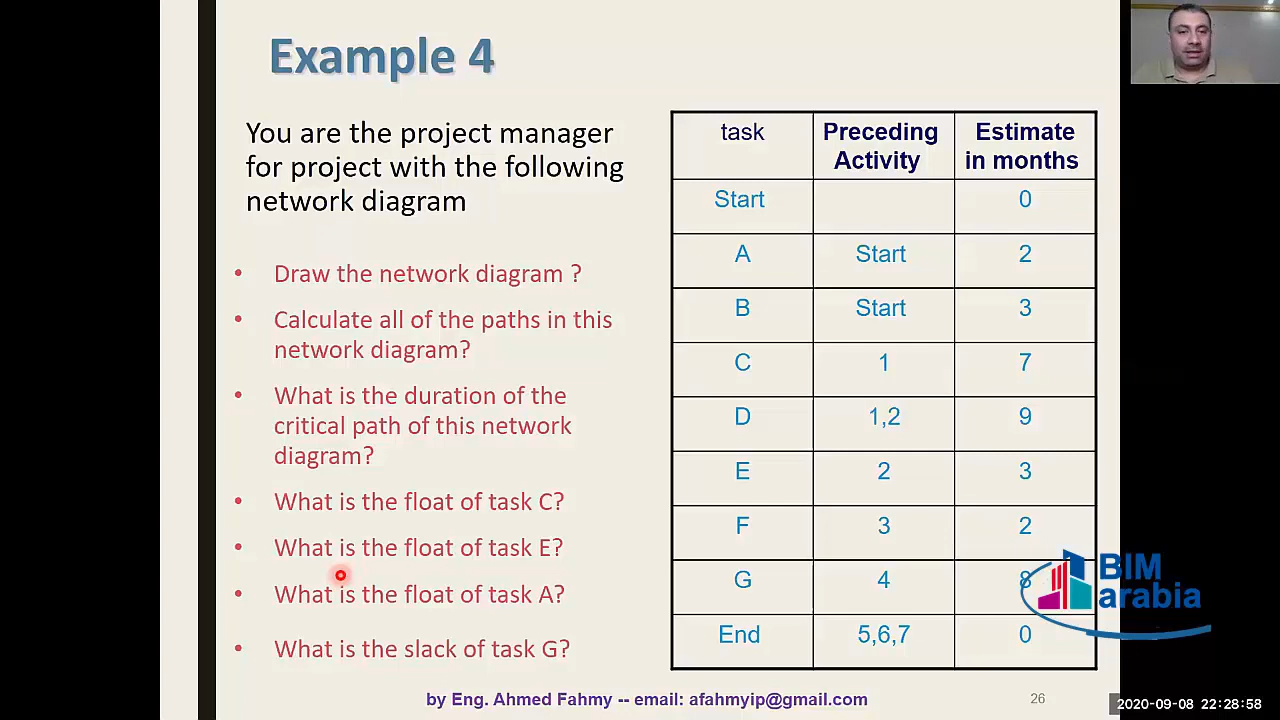 Example 4
You are the project manager
for project with the following
network diagram
• Draw the network diagram ?
• Calculate all of the paths in this
network diagram?
• What is the duration of the
critical path of this network
diagram?
• What is the float of task C?
• What is the float of task E?
• What is the float of task A?
• What is the slack of task G?
task Preceding Activity Estimate in months
Start 0
A Start 2
B Start 3
C 1 7
D 1,2 9
E 2 3
F 3 2
G 4 8
End 5,6,7 0
BIM
arabia
by Eng. Ahmed Fahmy -- email: afahmyip@gmail.com
26
2020-09-08 22:28:58